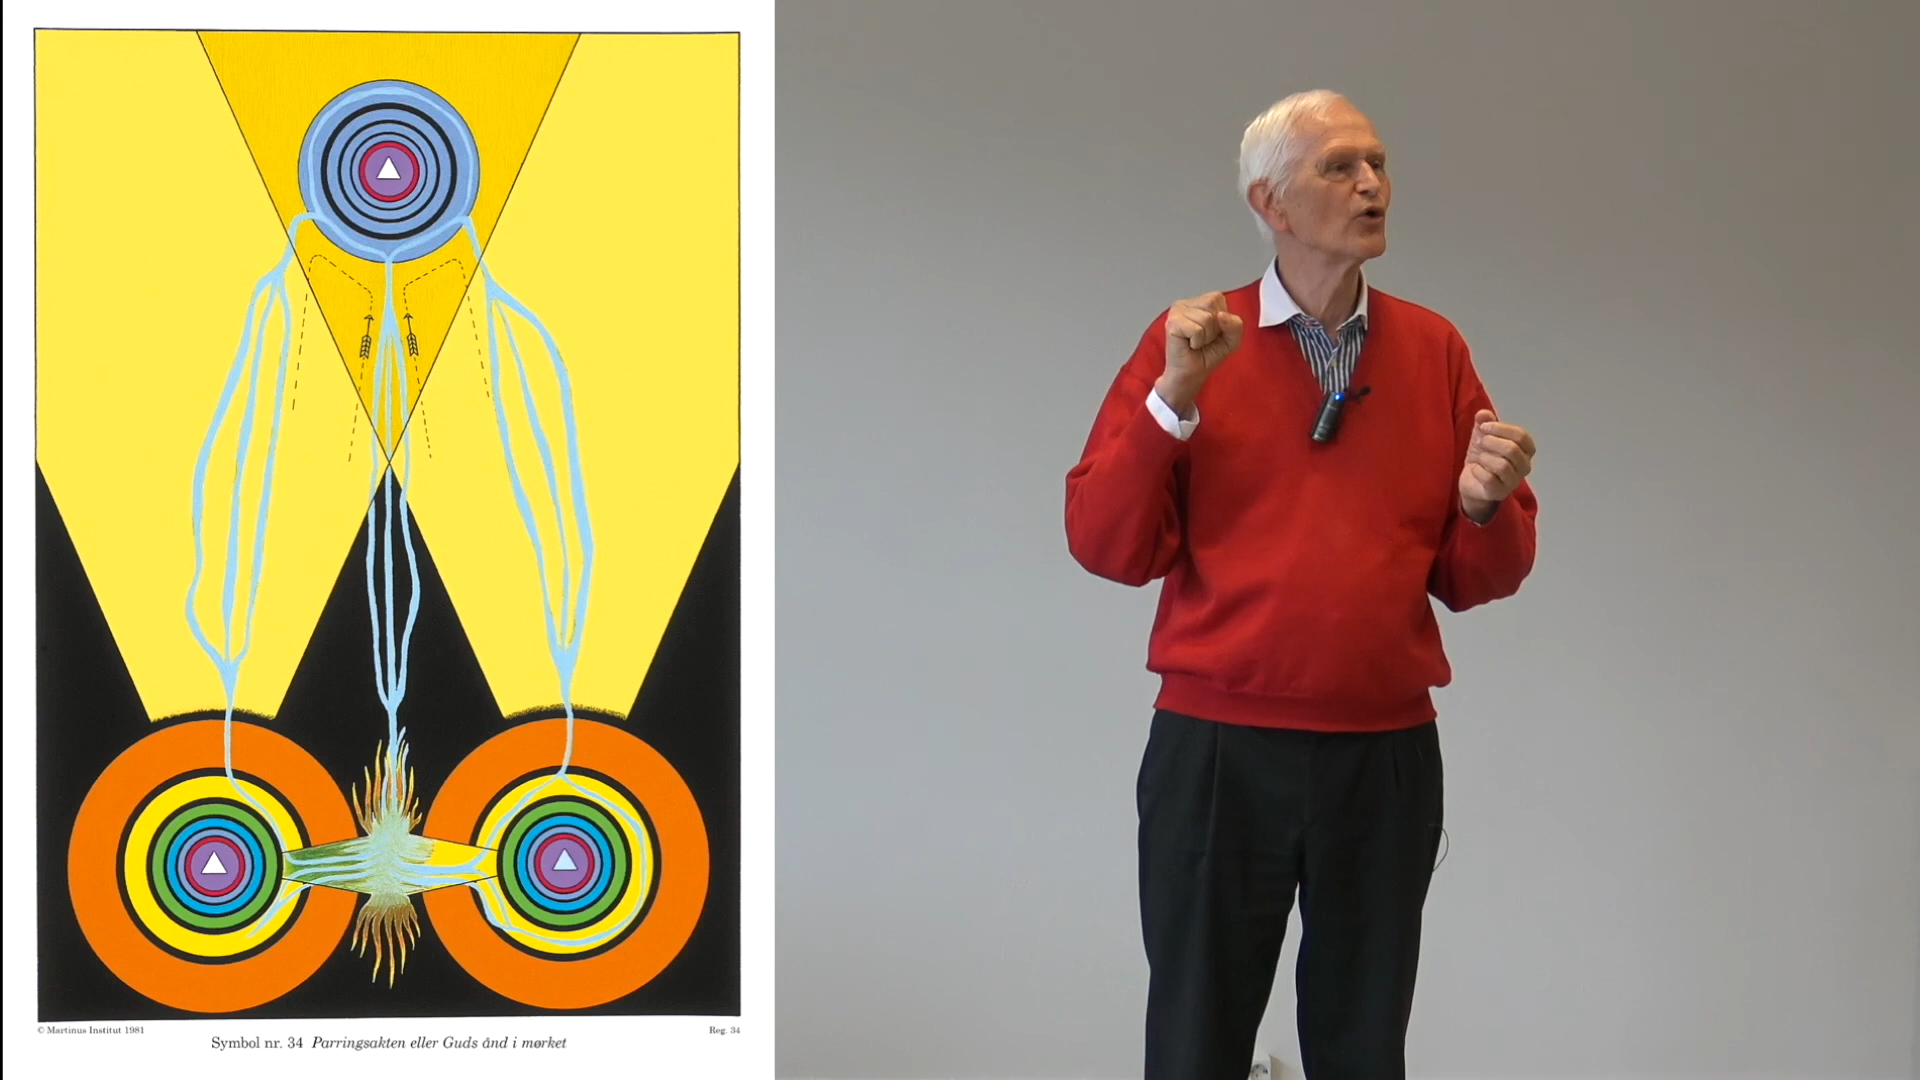 © Martinus Institut 1981
Reg. 34
Symbol nr. 34 Parringsakten eller Guds ånd i mørket